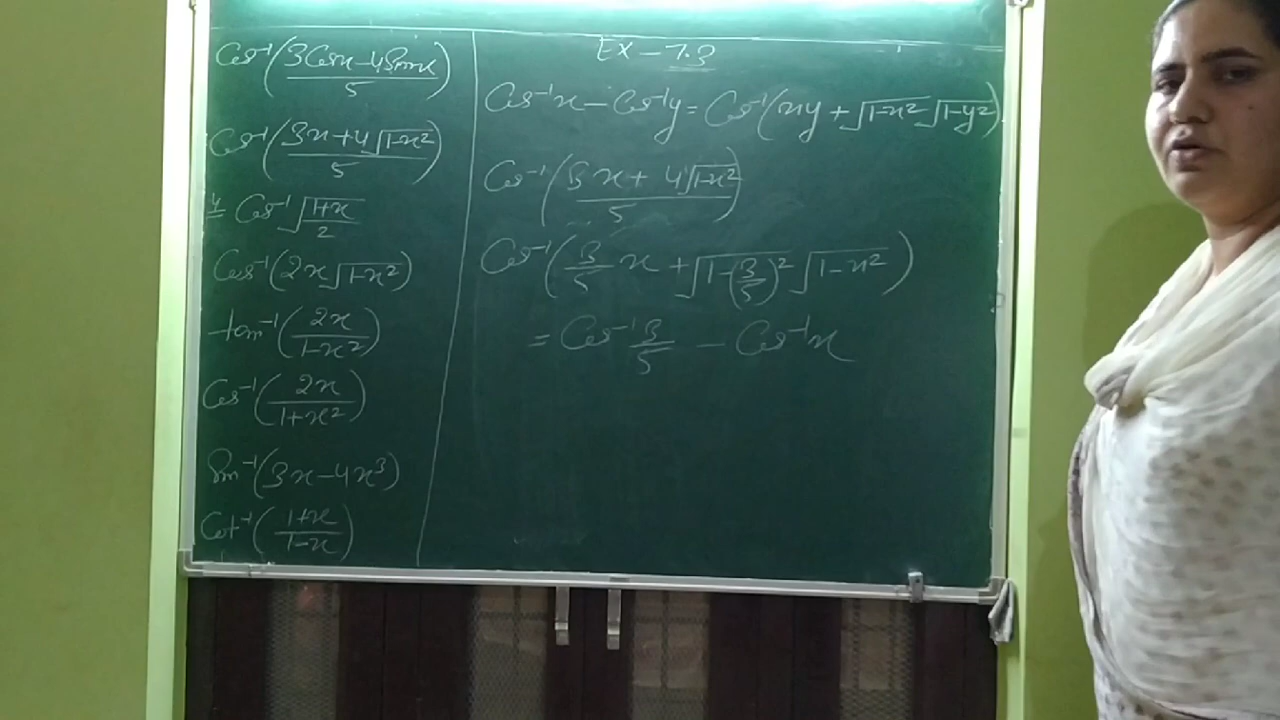 Cos⁻¹(3Cosx-4Sinx/5)
Cos⁻¹(3x+4√1-x²/5)
y = Cos⁻¹√1+x/2
Cos⁻¹(2x√1-x²)
tan⁻¹(2x/1-x²)
Cos⁻¹(2x/1+x²)
Sin⁻¹(3x-4x³)
Cot⁻¹(1+x/1-x)
EX-7.3
Cos⁻¹x - Cos⁻¹y = Cos⁻¹(xy + √1-x² √1-y²)
Cos⁻¹(3x + 4√1-x²/5)
Cos⁻¹(3/5 x + √1-(3/5)² √1-x²)
= Cos⁻¹ 3/5 - Cos⁻¹x